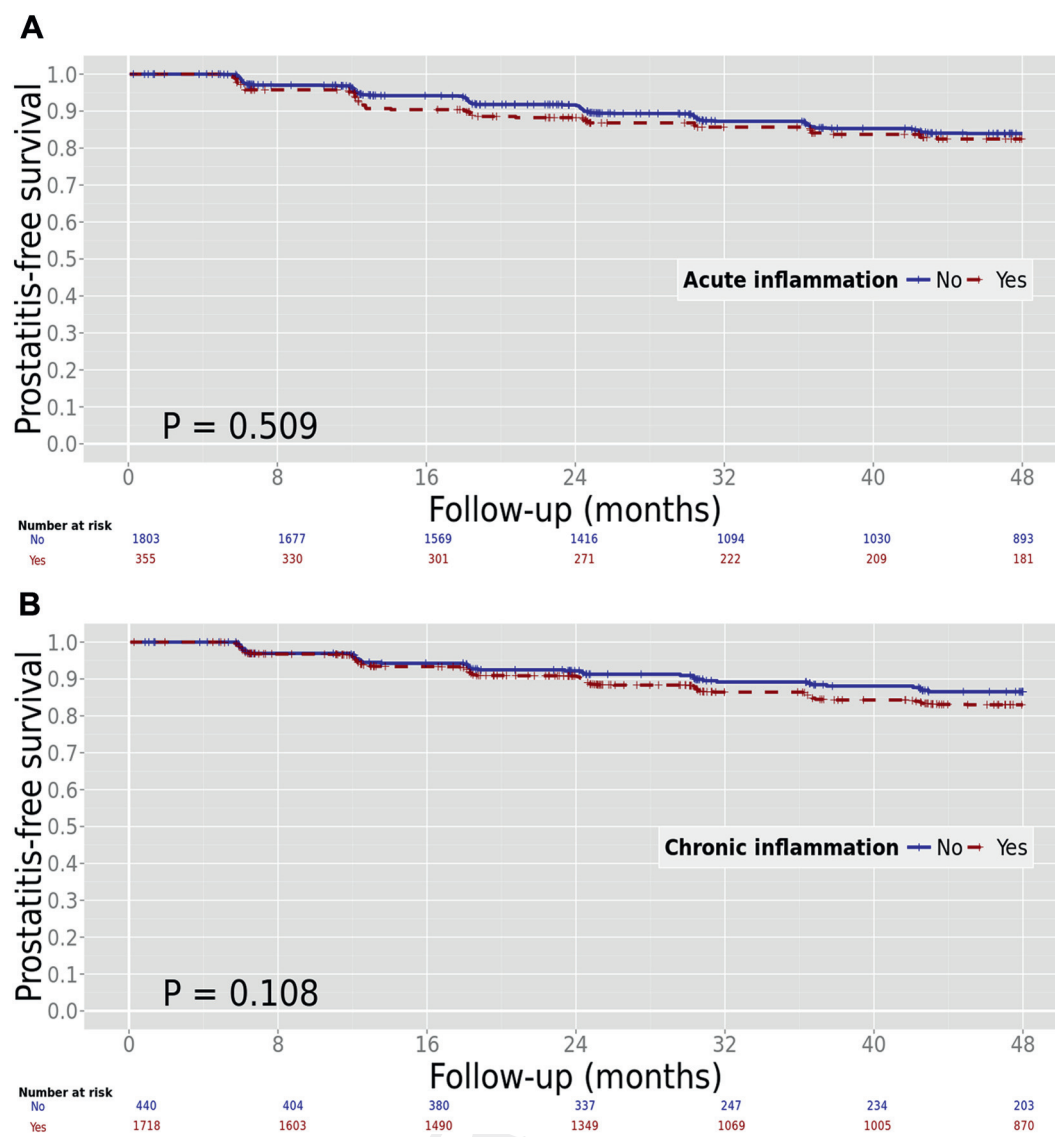 A
Prostatitis-free survival
1.0
0.9
0.8
0.7
0.6
0.5
0.4
0.3
0.2
0.1
0.0
Acute inflammation No Yes
P = 0.509
0 8 16 24 32 40 48
Follow-up (months)
Number at risk
No 1803 1677 1569 1416 1094 1030 893
Yes 355 330 301 271 222 209 181
B
Prostatitis-free survival
1.0
0.9
0.8
0.7
0.6
0.5
0.4
0.3
0.2
0.1
0.0
Chronic inflammation No Yes
P = 0.108
0 8 16 24 32 40 48
Follow-up (months)
Number at risk
No 440 404 380 337 247 234 203
Yes 1718 1603 1490 1349 1069 1005 870